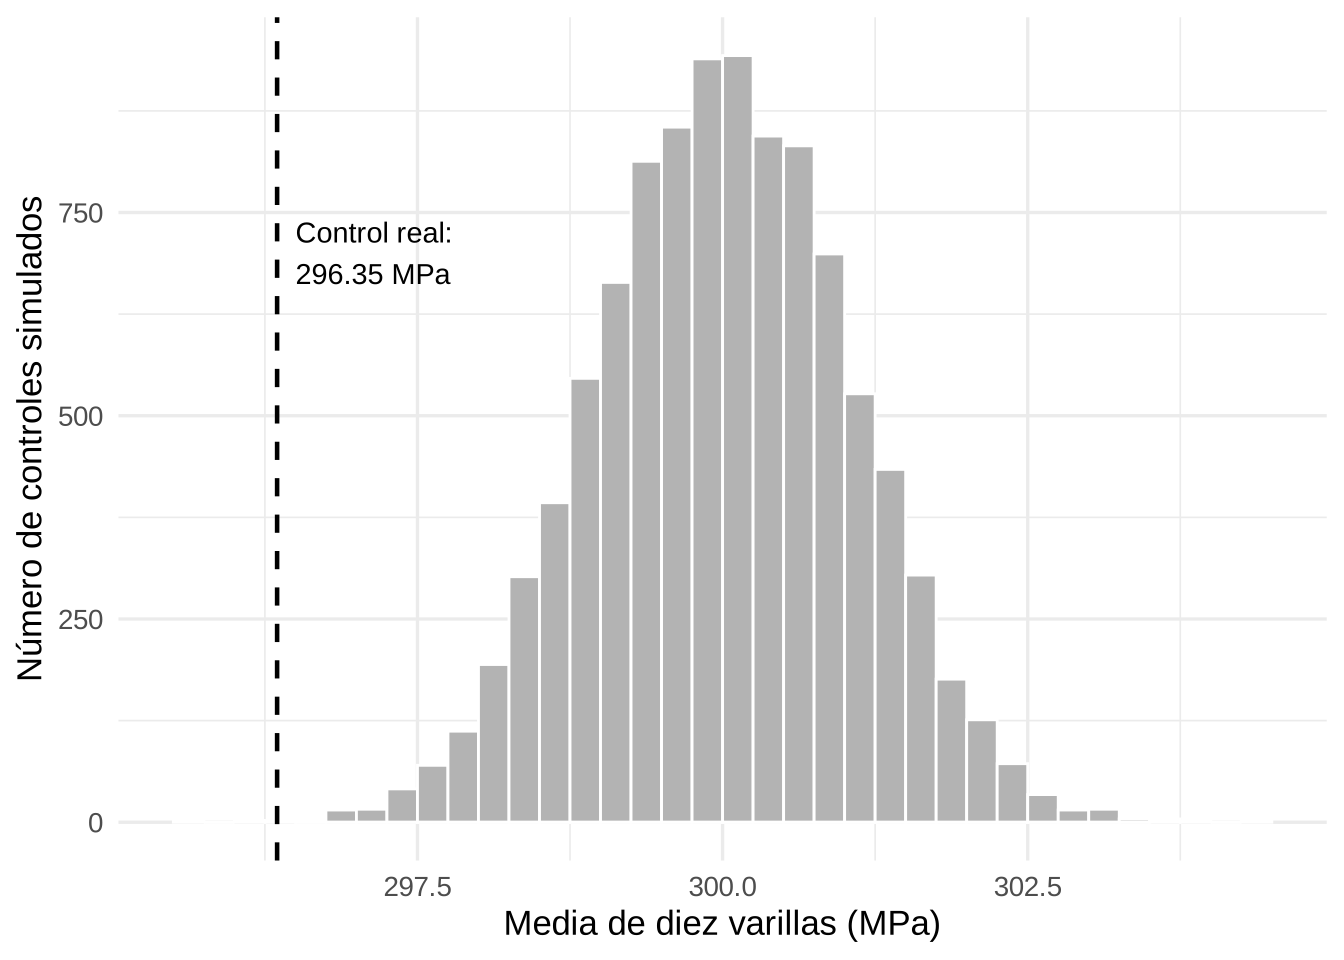 Número de controles simulados
750
500
250
0
Control real:
296.35 MPa
297.5
300.0
302.5
Media de diez varillas (MPa)